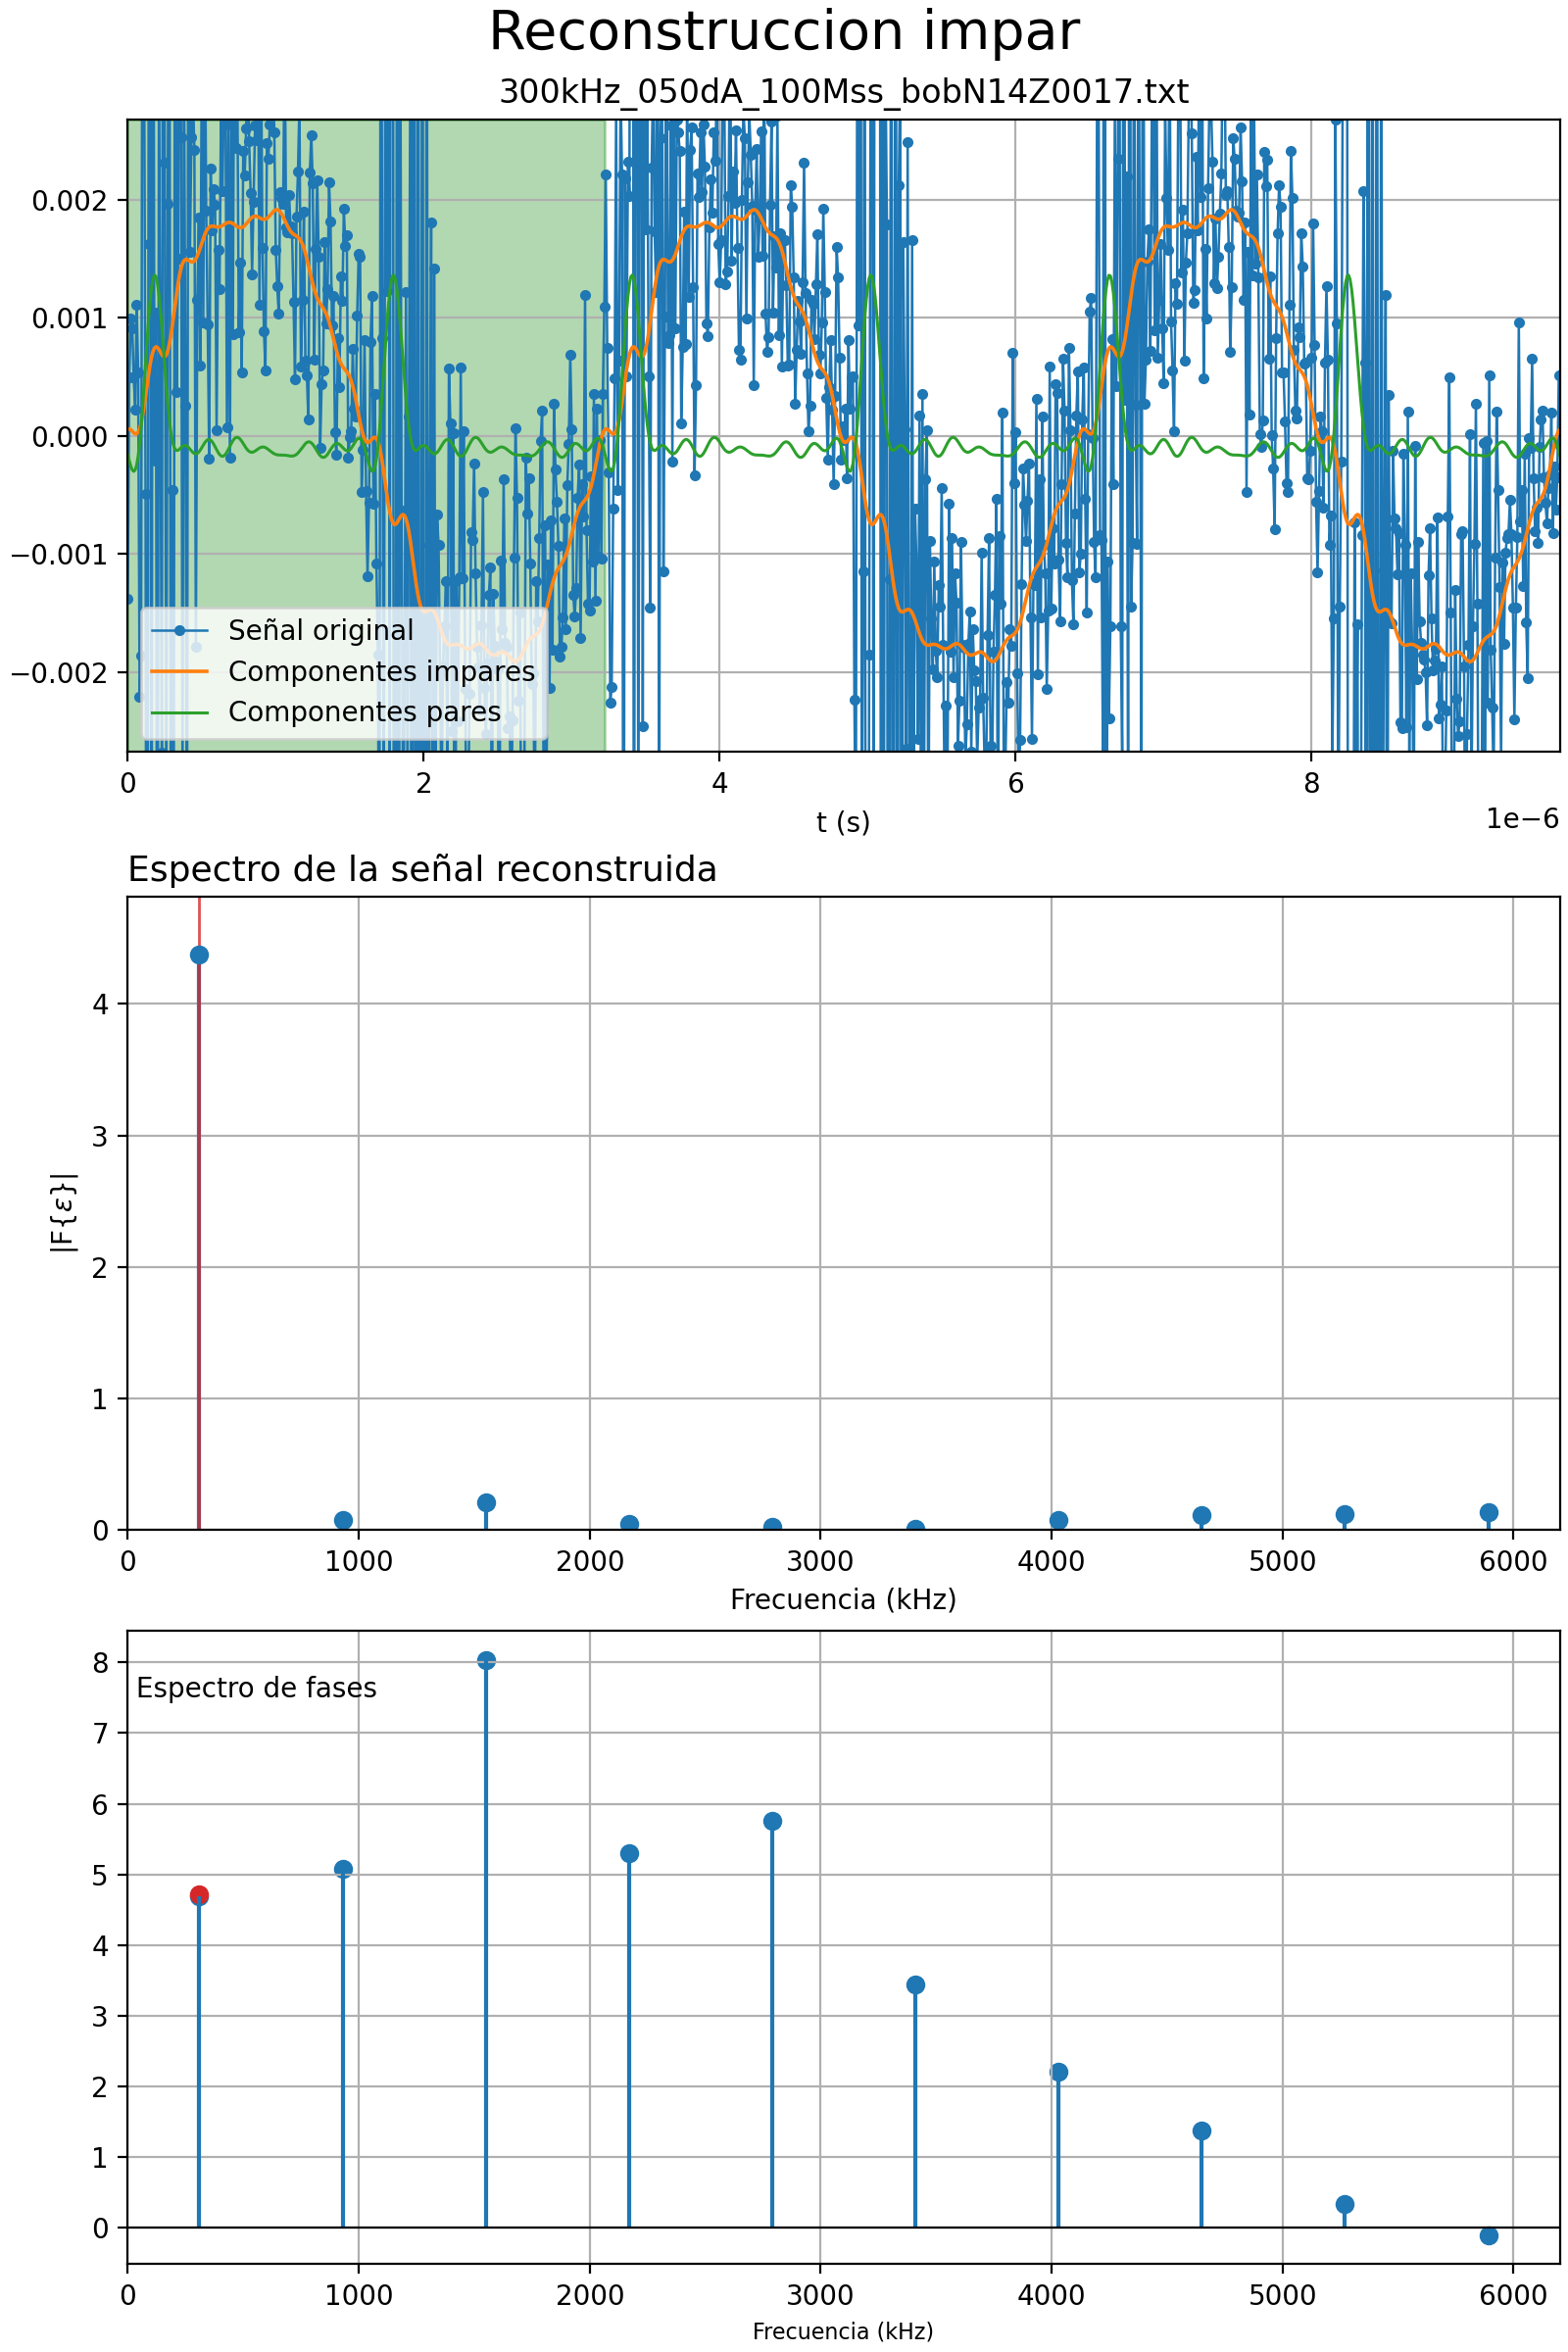 Reconstruccion impar
300kHz_050dA_100Mss_bobN14Z0017.txt
0.002
0.001
0.000
−0.001
−0.002
Señal original
Componentes impares
Componentes pares
0 2 4 6 8
t (s)
1e−6
Espectro de la señal reconstruida
4
3
2
1
0
|F{ε}|
0 1000 2000 3000 4000 5000 6000
Frecuencia (kHz)
Espectro de fases
8
7
6
5
4
3
2
1
0
0 1000 2000 3000 4000 5000 6000
Frecuencia (kHz)